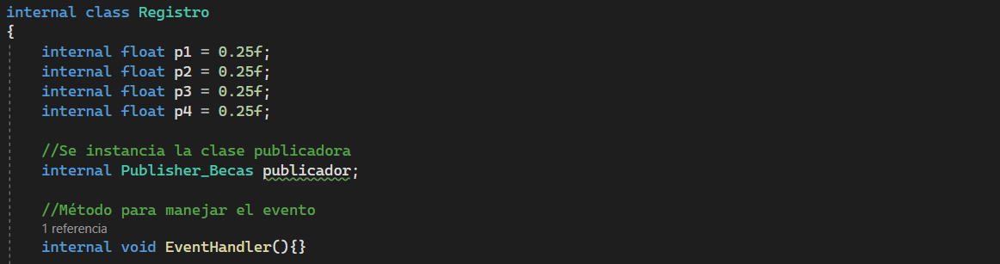 internal class Registro
{
internal float p1 = 0.25f;
internal float p2 = 0.25f;
internal float p3 = 0.25f;
internal float p4 = 0.25f;
//Se instancia la clase publicadora
internal Publisher_Becas publicador;
//Método para manejar el evento
1 referencia
internal void EventHandler(){}